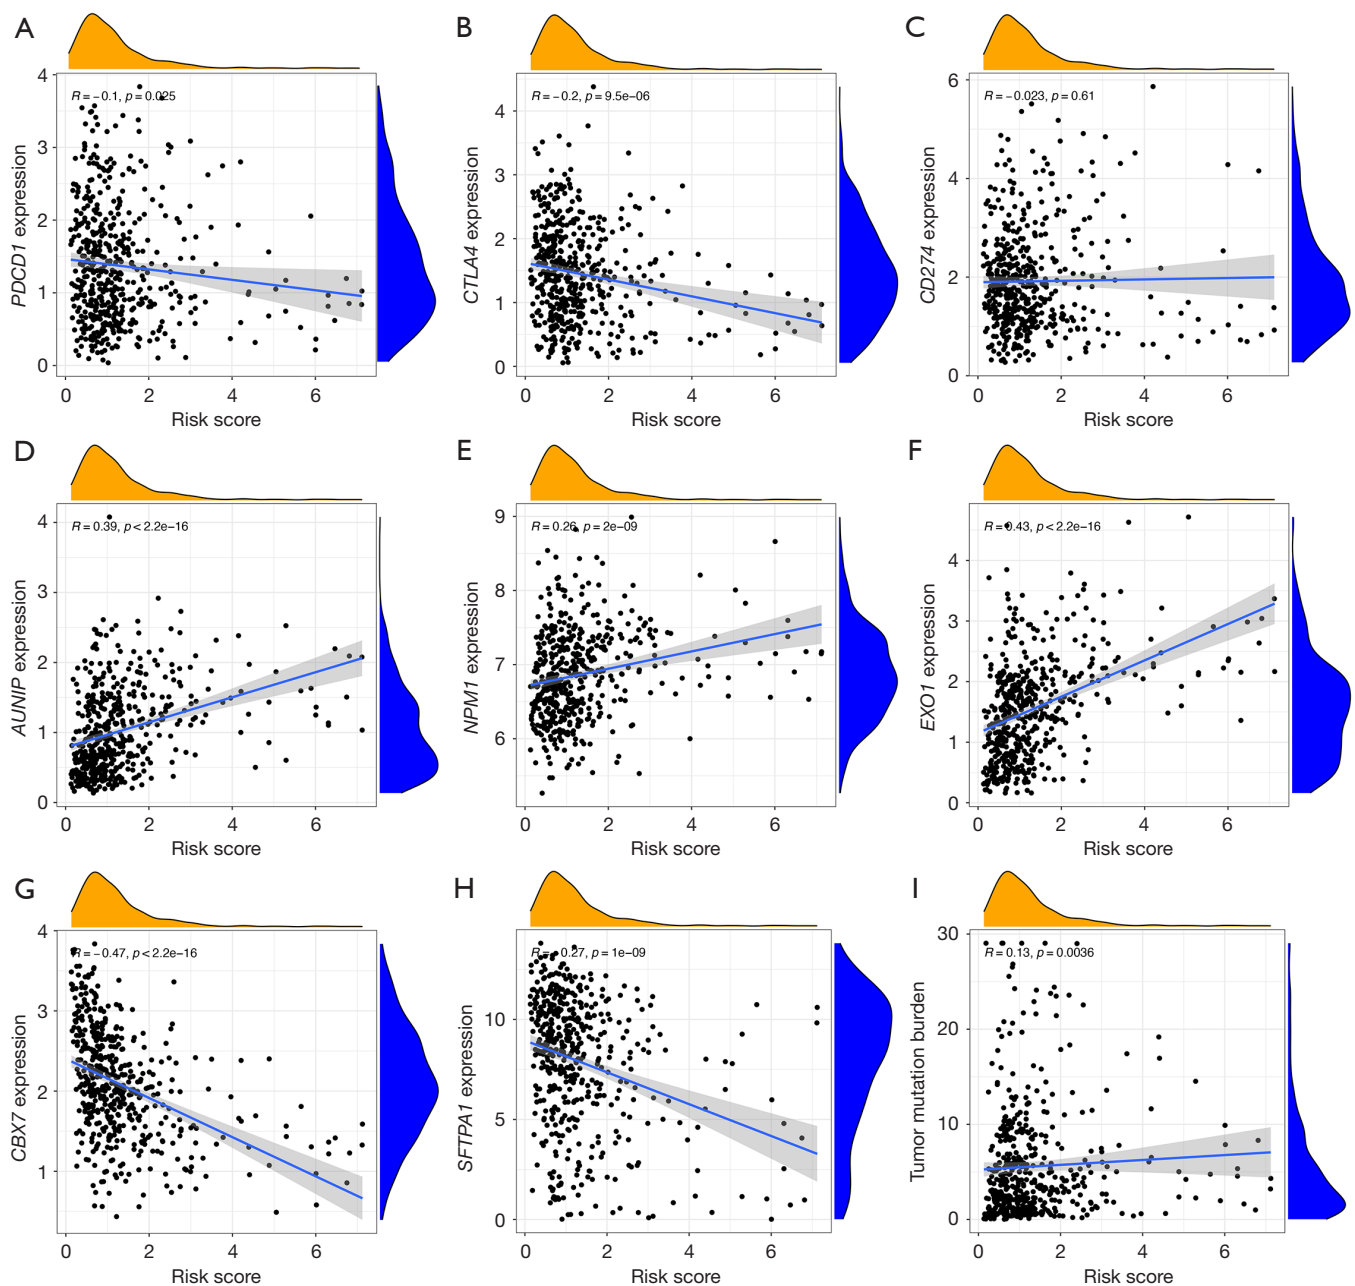 A
B
C
R = −0.1, p = 0.025
R = −0.2, p = 9.5e−06
R = −0.023, p = 0.61
PDCD1 expression
4
3
2
1
0
0 2 4 6
Risk score
CTLA4 expression
4
3
2
1
0
0 2 4 6
Risk score
CD274 expression
6
4
2
0
0 2 4 6
Risk score
D
E
F
R = 0.39, p < 2.2e−16
R = 0.26, p = 2e−09
R = 0.43, p < 2.2e−16
AUNIP expression
4
3
2
1
0
0 2 4 6
Risk score
NPM1 expression
9
8
7
6
0 2 4 6
Risk score
EXO1 expression
4
3
2
1
0
0 2 4 6
Risk score
G
H
I
R = −0.47, p < 2.2e−16
R = −0.27, p = 1e−09
R = 0.13, p = 0.0036
CBX7 expression
4
3
2
1
0 2 4 6
Risk score
SFTPA1 expression
10
5
0
0 2 4 6
Risk score
Tumor mutation burden
30
20
10
0
0 2 4 6
Risk score